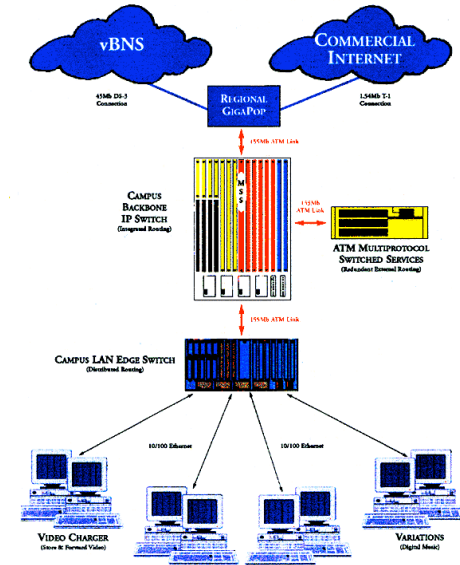 vBNS
COMMERCIAL
INTERNET
45Mb DS-3
Connection
REGIONAL
GIGAPOP
1.54Mb T-1
Connection
155Mb ATM Link
MSS
CAMPUS
BACKBONE
IP SWITCH
(Integrated Routing)
155Mb
ATM Link
ATM MULTIPROTOCOL
SWITCHED SERVICES
(Redundant External Routing)
155Mb ATM Link
CAMPUS LAN EDGE SWITCH
(Distributed Routing)
10/100 Ethernet
10/100 Ethernet
VIDEO CHARGER
(Store & Forward Video)
VARIATIONS
(Digital Music)